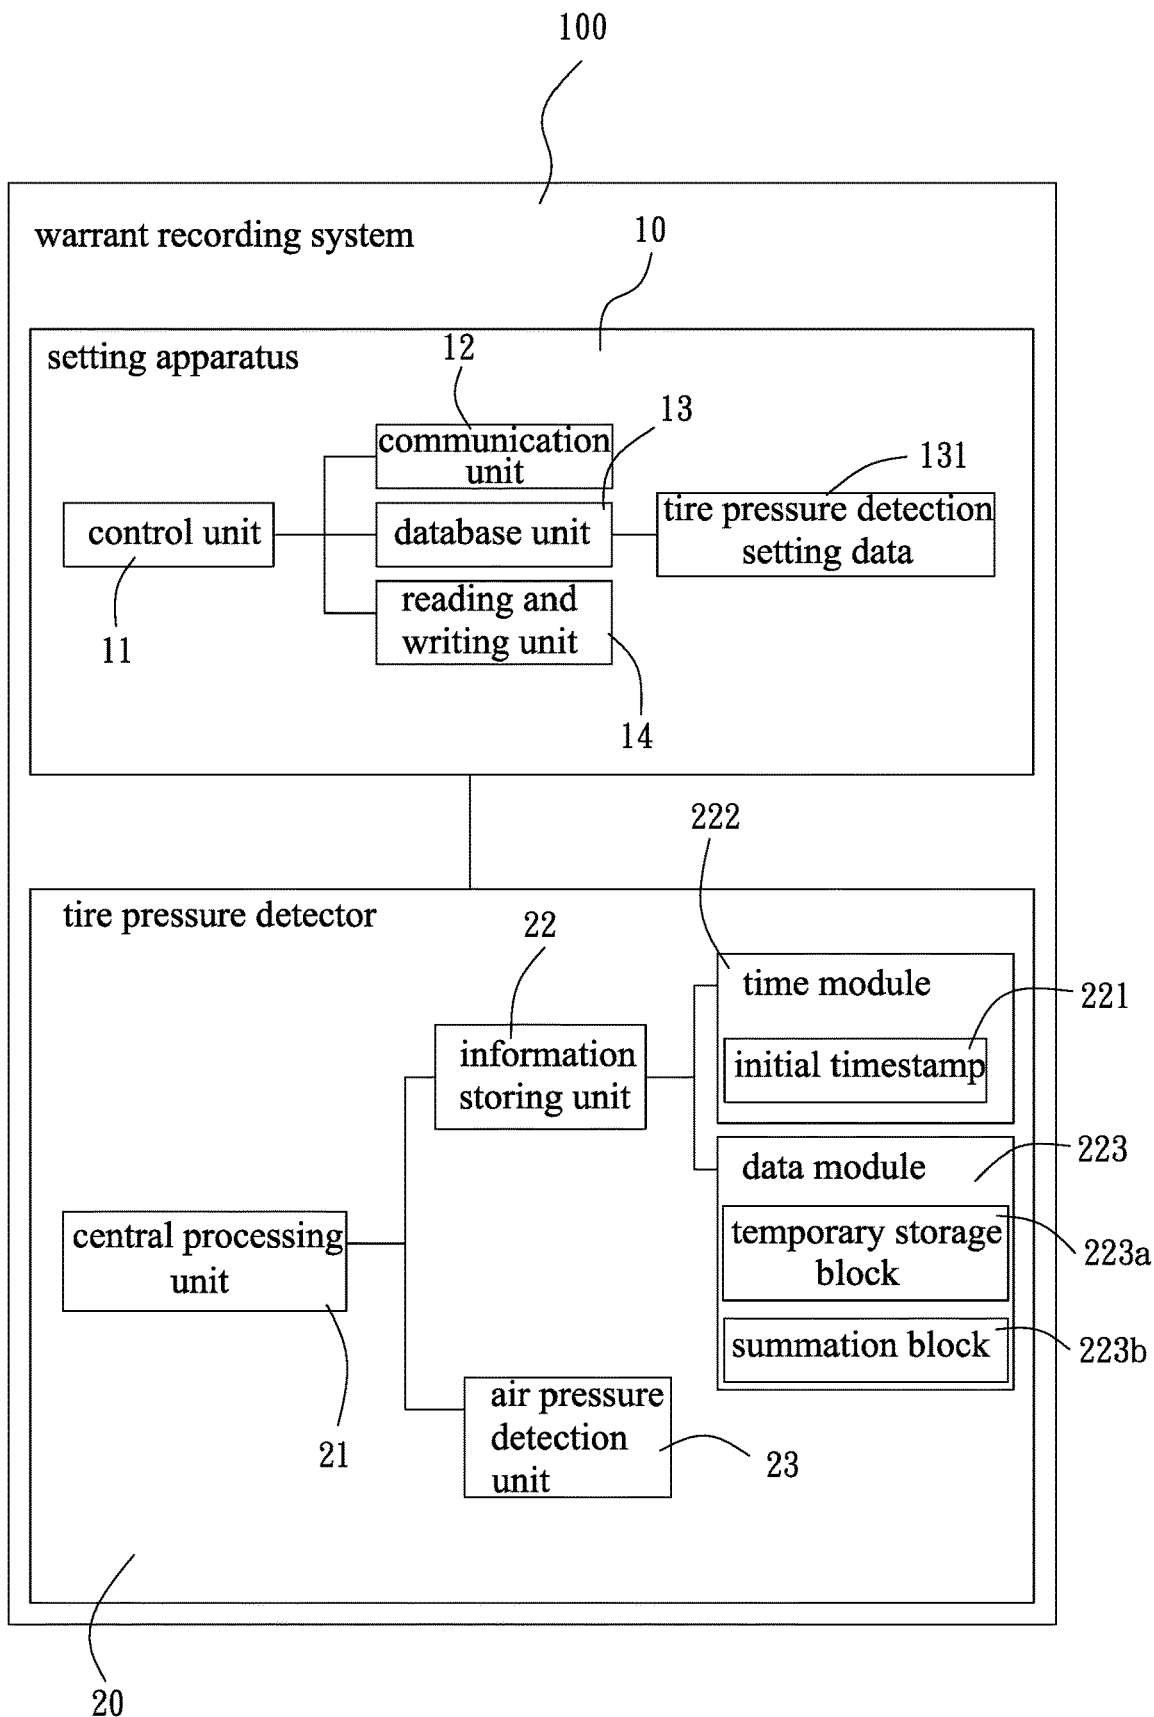 100
warrant recording system
10
setting apparatus
12
13
communication
unit
131
control unit
database unit
tire pressure detection
setting data
reading and
writing unit
11
14
222
tire pressure detector
22
time module
221
information
storing unit
initial timestamp
223
data module
central processing
unit
temporary storage
block
223a
summation block
223b
air pressure
detection
unit
21
23
20